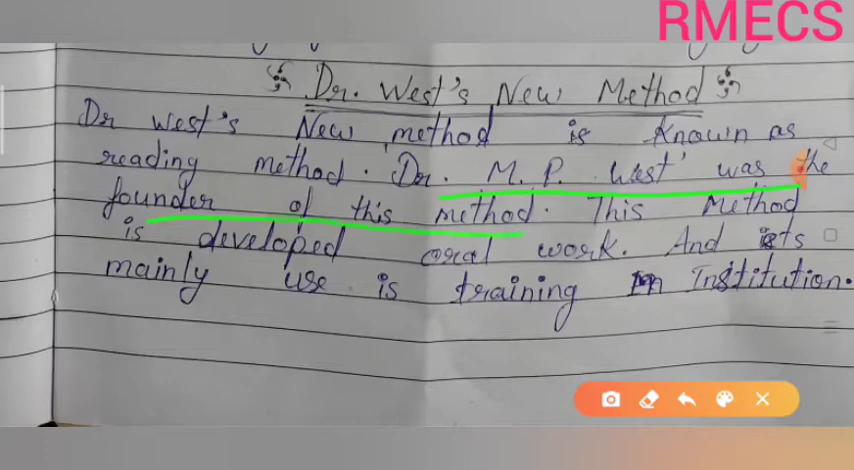 RMECS
Dr. West's New Method
Dr West's New method is Known as
reading method. Dr. M. P. West' was the
founder of this method. This Method
is developed oral work. And its
mainly use is training In Institution.